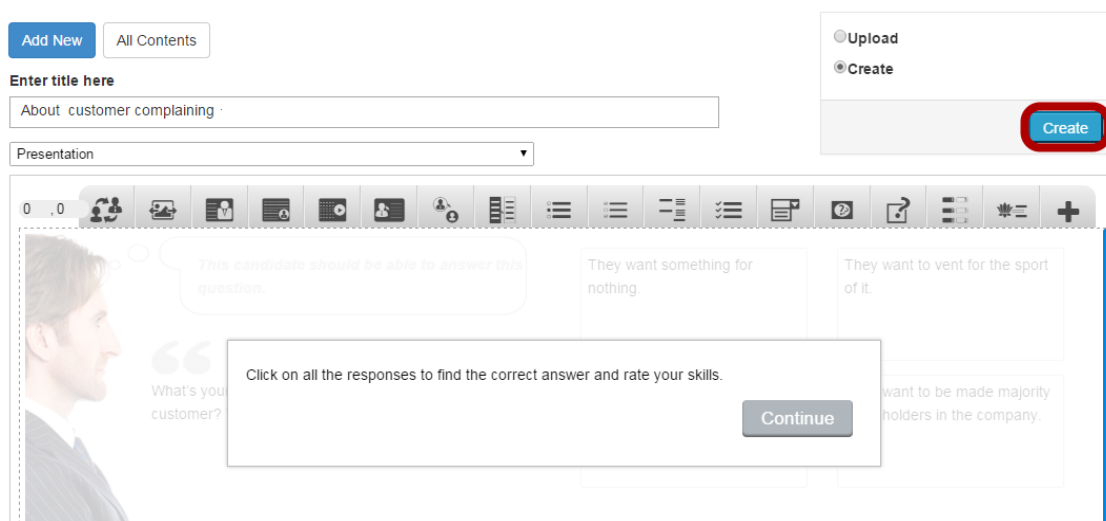 Add New
All Contents
Upload
Create
Enter title here
About customer complaining
Create
Presentation
0 ,0
This candidate should be able to answer this
question.
They want something for
nothing.
They want to vent for the sport
of it.
Click on all the responses to find the correct answer and rate your skills.
Continue
What's your
customer?
want to be made majority
holders in the company.